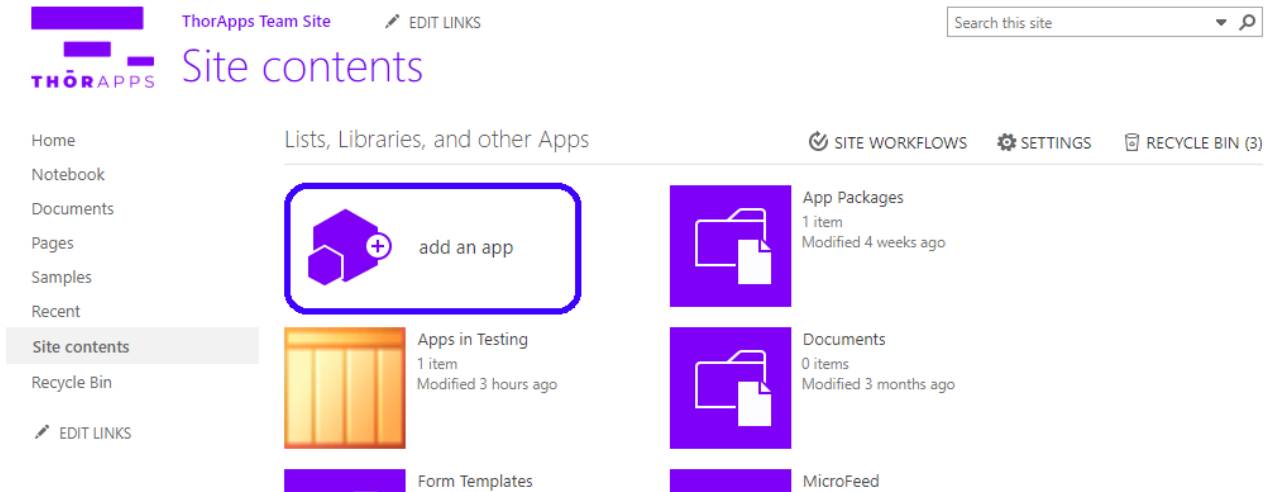 ThorApps Team Site
EDIT LINKS
Search this site
THŌRAPPS
Site contents
Home
Notebook
Documents
Pages
Samples
Recent
Site contents
Recycle Bin
EDIT LINKS
Lists, Libraries, and other Apps
SITE WORKFLOWS
SETTINGS
RECYCLE BIN (3)
add an app
App Packages
1 item
Modified 4 weeks ago
Apps in Testing
1 item
Modified 3 hours ago
Documents
0 items
Modified 3 months ago
Form Templates
MicroFeed